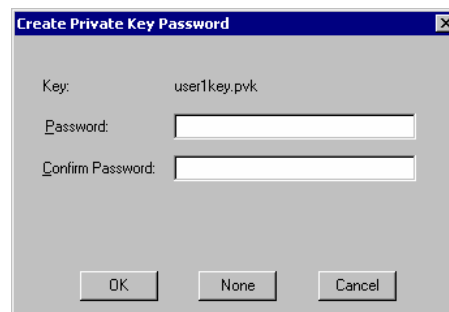 Create Private Key Password
Key: user1key.pvk
Password:
Confirm Password:
OK None Cancel